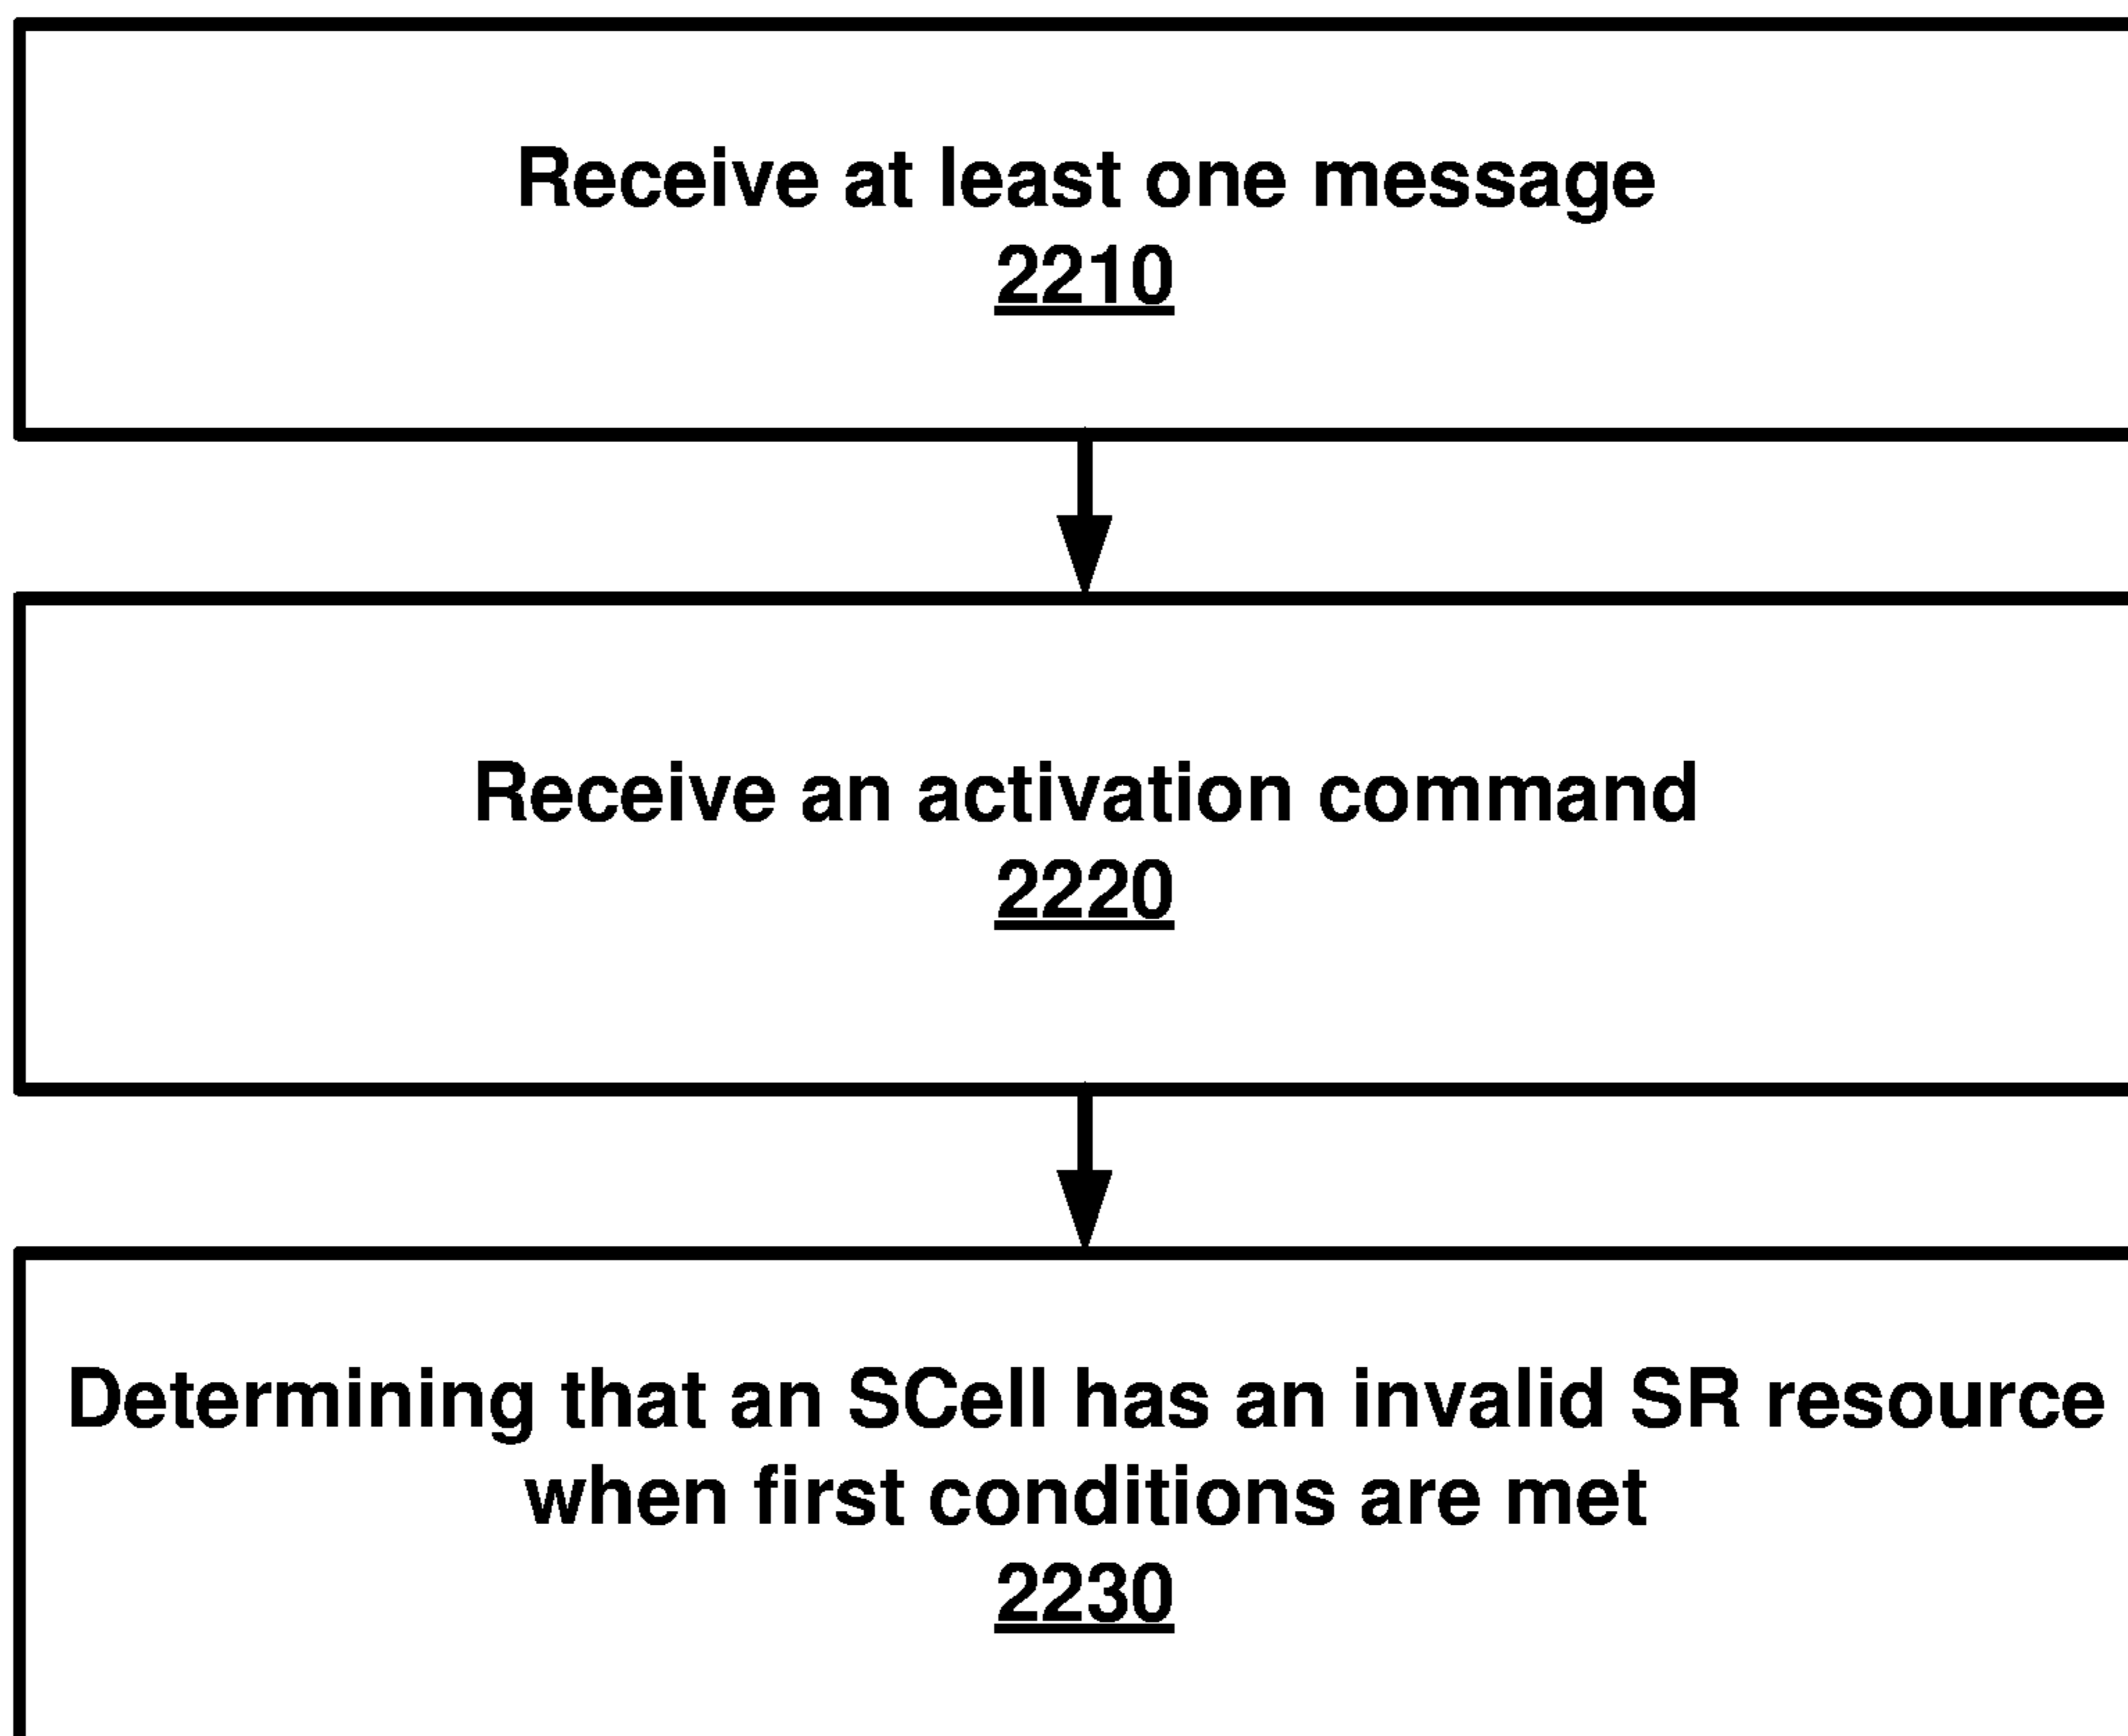 Receive at least one message
2210
Receive an activation command
2220
Determining that an SCell has an invalid SR resource
when first conditions are met
2230